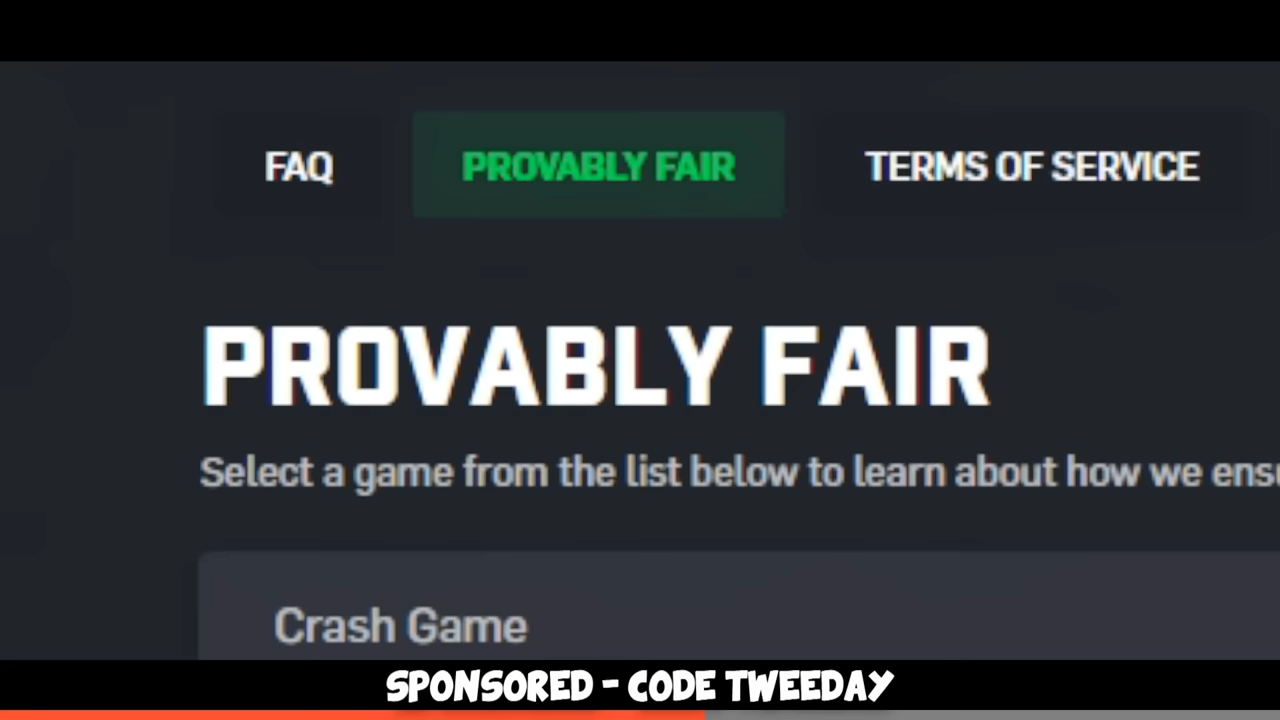 FAQ
PROVABLY FAIR
TERMS OF SERVICE
PROVABLY FAIR
Select a game from the list below to learn about how we ens
Crash Game
SPONSORED - CODE TWEEDAY